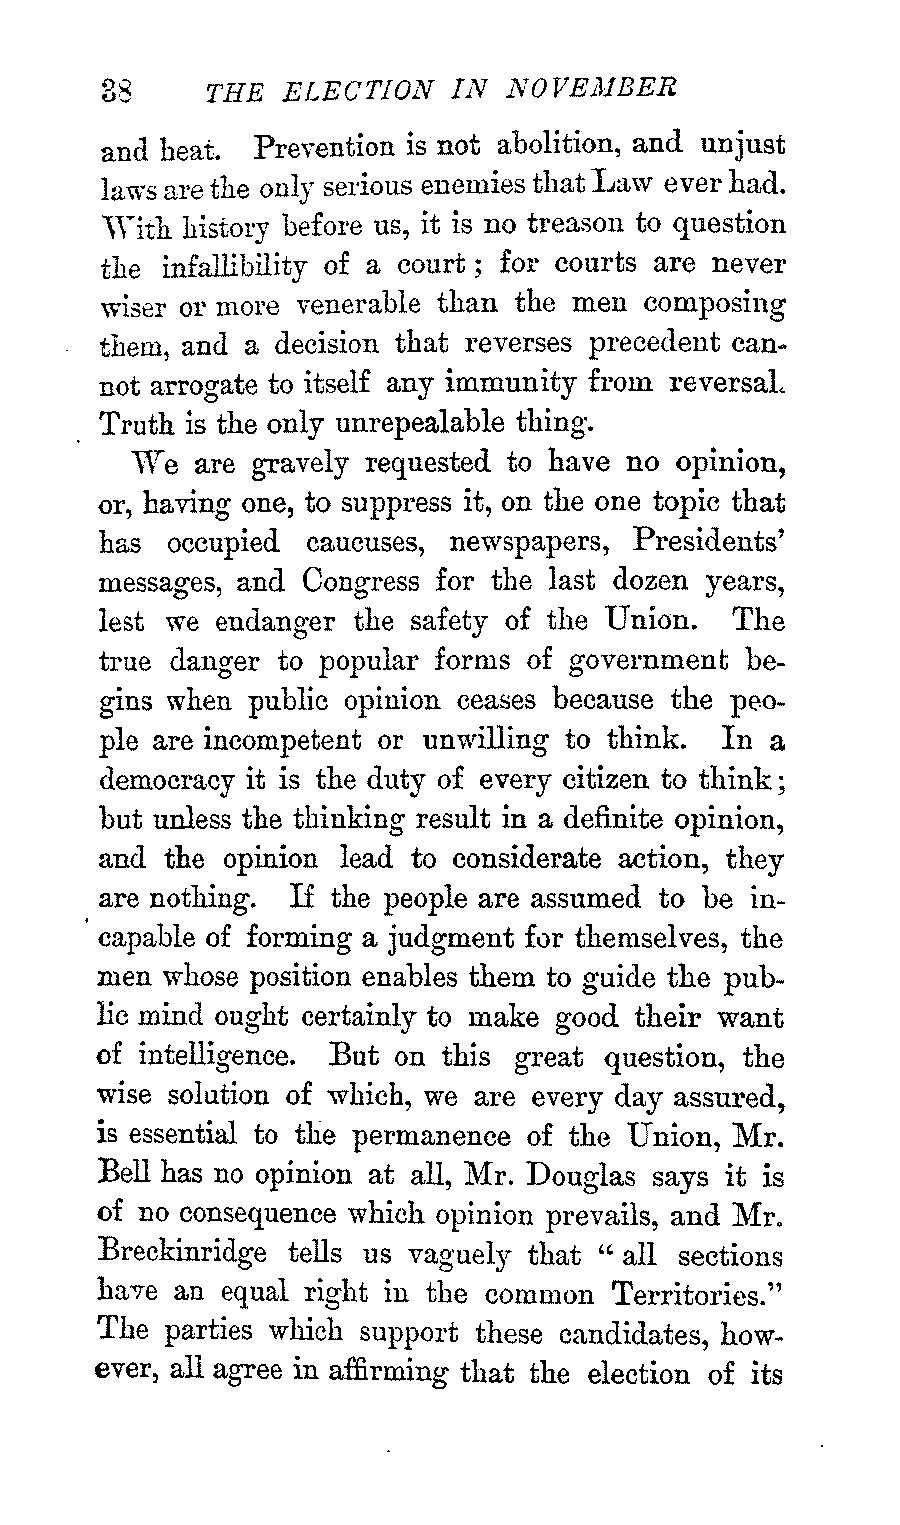 38 THE ELECTION IN NOVEMBER
and heat. Prevention is not abolition, and unjust
laws are the only serious enemies that Law ever had.
With history before us, it is no treason to question
the infallibility of a court; for courts are never
wiser or more venerable than the men composing
them, and a decision that reverses precedent can-
not arrogate to itself any immunity from reversal.
Truth is the only unrepealable thing.
We are gravely requested to have no opinion,
or, having one, to suppress it, on the one topic that
has occupied caucuses, newspapers, Presidents'
messages, and Congress for the last dozen years,
lest we endanger the safety of the Union. The
true danger to popular forms of government be-
gins when public opinion ceases because the peo-
ple are incompetent or unwilling to think. In a
democracy it is the duty of every citizen to think;
but unless the thinking result in a definite opinion,
and the opinion lead to considerate action, they
are nothing. If the people are assumed to be in-
capable of forming a judgment for themselves, the
men whose position enables them to guide the pub-
lic mind ought certainly to make good their want
of intelligence. But on this great question, the
wise solution of which, we are every day assured,
is essential to the permanence of the Union, Mr.
Bell has no opinion at all, Mr. Douglas says it is
of no consequence which opinion prevails, and Mr.
Breckinridge tells us vaguely that "all sections
have an equal right in the common Territories."
The parties which support these candidates, how-
ever, all agree in affirming that the election of its